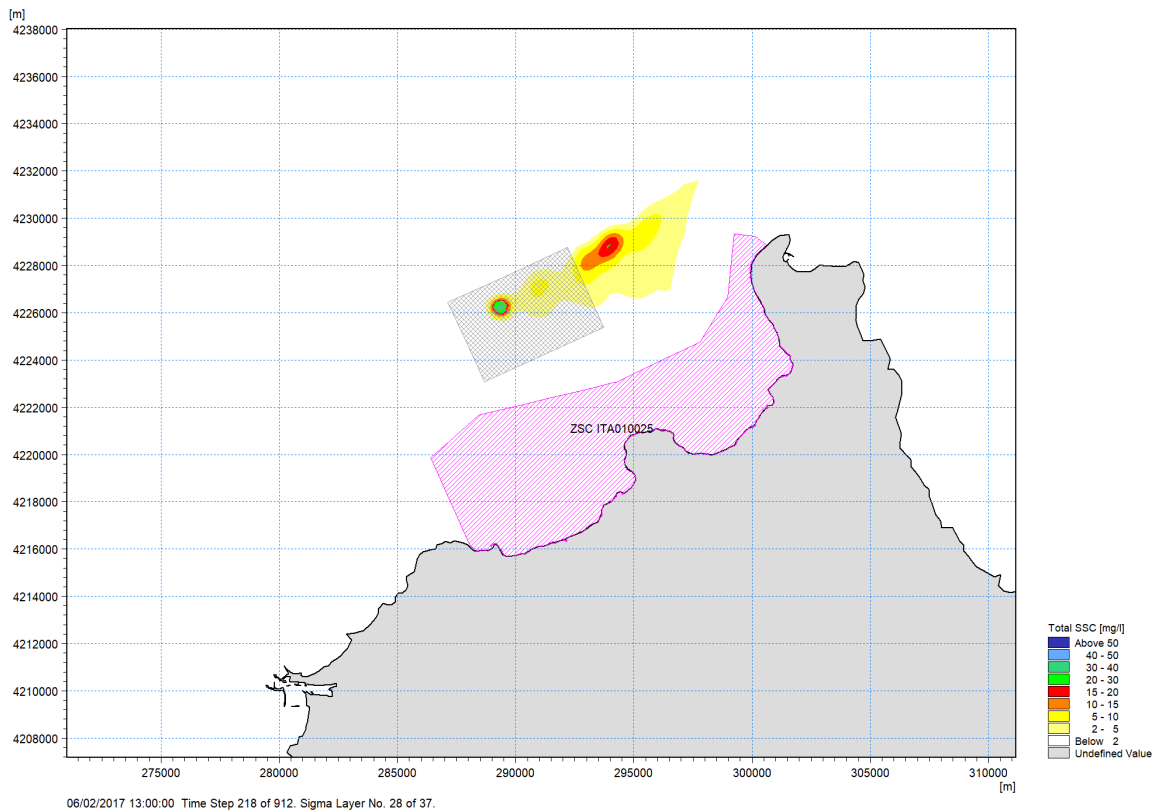 [m]
4238000
4236000
4234000
4232000
4230000
4228000
4226000
4224000
4222000
4220000
4218000
4216000
4214000
4212000
4210000
4208000
ZSC ITA010025
275000 280000 285000 290000 295000 300000 305000 310000
[m]
Total SSC [mg/l]
Above 50
40 - 50
30 - 40
20 - 30
15 - 20
10 - 15
5 - 10
2 - 5
Below 2
Undefined Value
06/02/2017 13:00:00 Time Step 218 of 912. Sigma Layer No. 28 of 37.